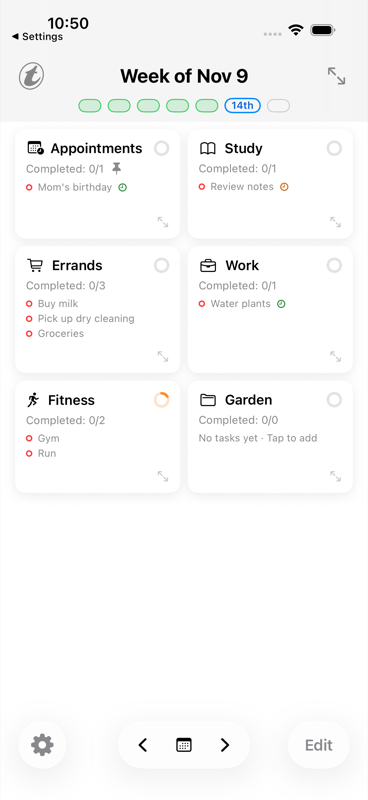 10:50
◀ Settings
t
Week of Nov 9
14th
Appointments
Completed: 0/1
Mom's birthday
Study
Completed: 0/1
Review notes
Errands
Completed: 0/3
Buy milk
Pick up dry cleaning
Groceries
Work
Completed: 0/1
Water plants
Fitness
Completed: 0/2
Gym
Run
Garden
Completed: 0/0
No tasks yet · Tap to add
Edit